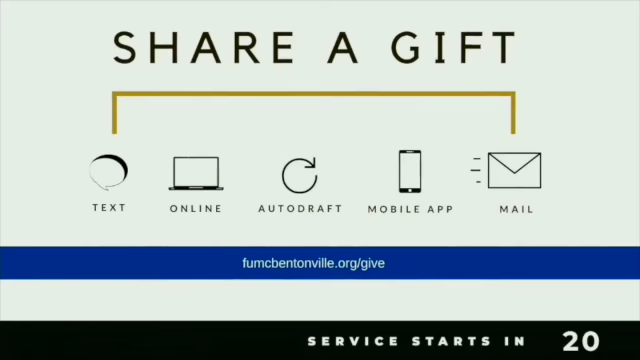 SHARE A GIFT
TEXT ONLINE AUTODRAFT MOBILE APP MAIL
fumcbentonville.org/give
SERVICE STARTS IN 20